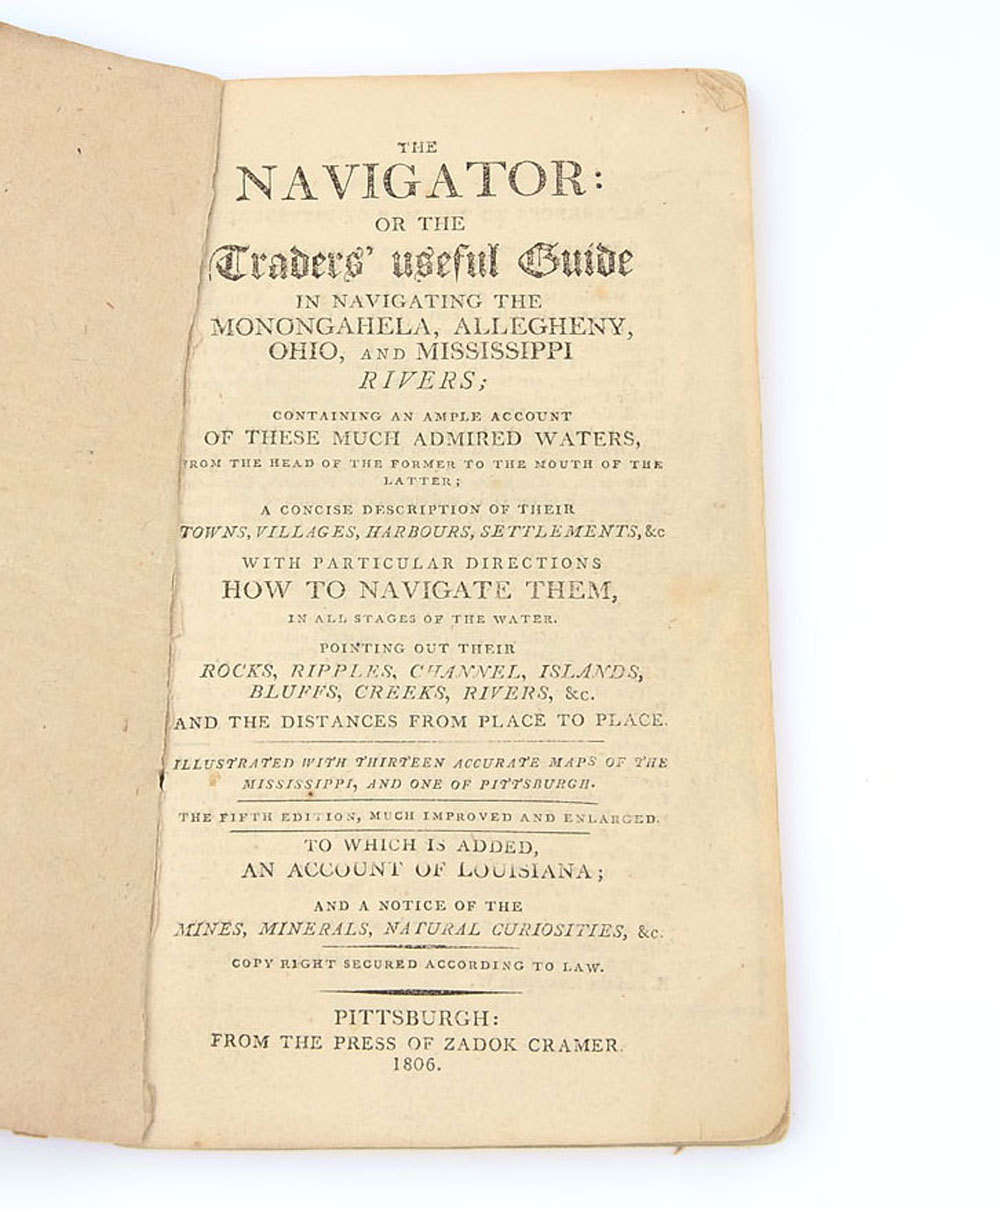 THE
NAVIGATOR:
OR THE
Traders' useful Guide
IN NAVIGATING THE
MONONGAHELA, ALLEGHENY,
OHIO, AND MISSISSIPPI
RIVERS;
CONTAINING AN AMPLE ACCOUNT
OF THESE MUCH ADMIRED WATERS,
FROM THE HEAD OF THE FORMER TO THE MOUTH OF THE
LATTER;
A CONCISE DESCRIPTION OF THEIR
TOWNS, VILLAGES, HARBOURS, SETTLEMENTS, &c
WITH PARTICULAR DIRECTIONS
HOW TO NAVIGATE THEM,
IN ALL STAGES OF THE WATER.
POINTING OUT THEIR
ROCKS, RIPPLES, CHANNEL, ISLANDS,
BLUFFS, CREEKS, RIVERS, &c.
AND THE DISTANCES FROM PLACE TO PLACE.
ILLUSTRATED WITH THIRTEEN ACCURATE MAPS OF THE
MISSISSIPPI, AND ONE OF PITTSBURGH.
THE FIFTH EDITION, MUCH IMPROVED AND ENLARGED.
TO WHICH IS ADDED,
AN ACCOUNT OF LOUISIANA;
AND A NOTICE OF THE
MINES, MINERALS, NATURAL CURIOSITIES, &c.
COPY RIGHT SECURED ACCORDING TO LAW.
PITTSBURGH:
FROM THE PRESS OF ZADOK CRAMER.
1806.